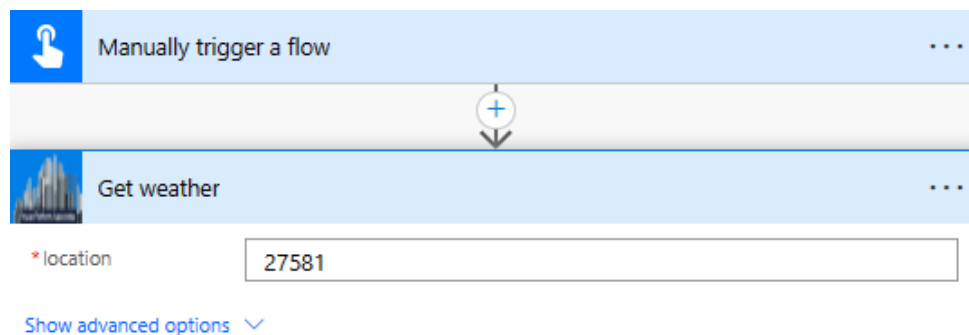 Manually trigger a flow
...
+
Get weather
...
*location
27581
Show advanced options